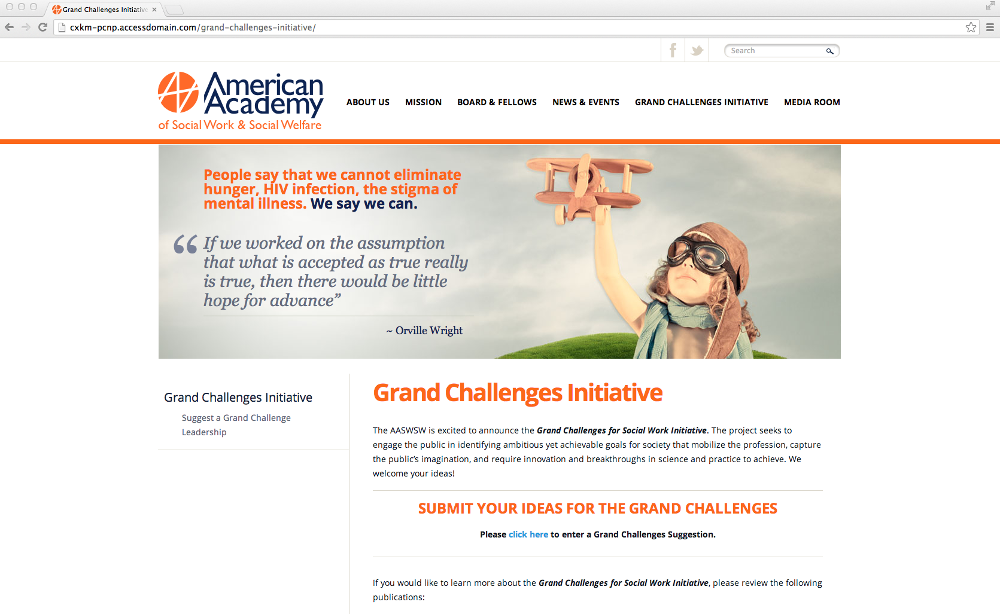 Grand Challenges Initiative
cxkm-pcnp.accessdomain.com/grand-challenges-initiative/
f
Search
American
Academy
of Social Work & Social Welfare
ABOUT US MISSION BOARD & FELLOWS NEWS & EVENTS GRAND CHALLENGES INITIATIVE MEDIA ROOM
People say that we cannot eliminate
hunger, HIV infection, the stigma of
mental illness. We say we can.
“ If we worked on the assumption
that what is accepted as true really
is true, then there would be little
hope for advance”
~ Orville Wright
Grand Challenges Initiative
Suggest a Grand Challenge
Leadership
Grand Challenges Initiative
The AASWSW is excited to announce the Grand Challenges for Social Work Initiative. The project seeks to
engage the public in identifying ambitious yet achievable goals for society that mobilize the profession, capture
the public’s imagination, and require innovation and breakthroughs in science and practice to achieve. We
welcome your ideas!
SUBMIT YOUR IDEAS FOR THE GRAND CHALLENGES
Please click here to enter a Grand Challenges Suggestion.
If you would like to learn more about the Grand Challenges for Social Work Initiative, please review the following
publications: